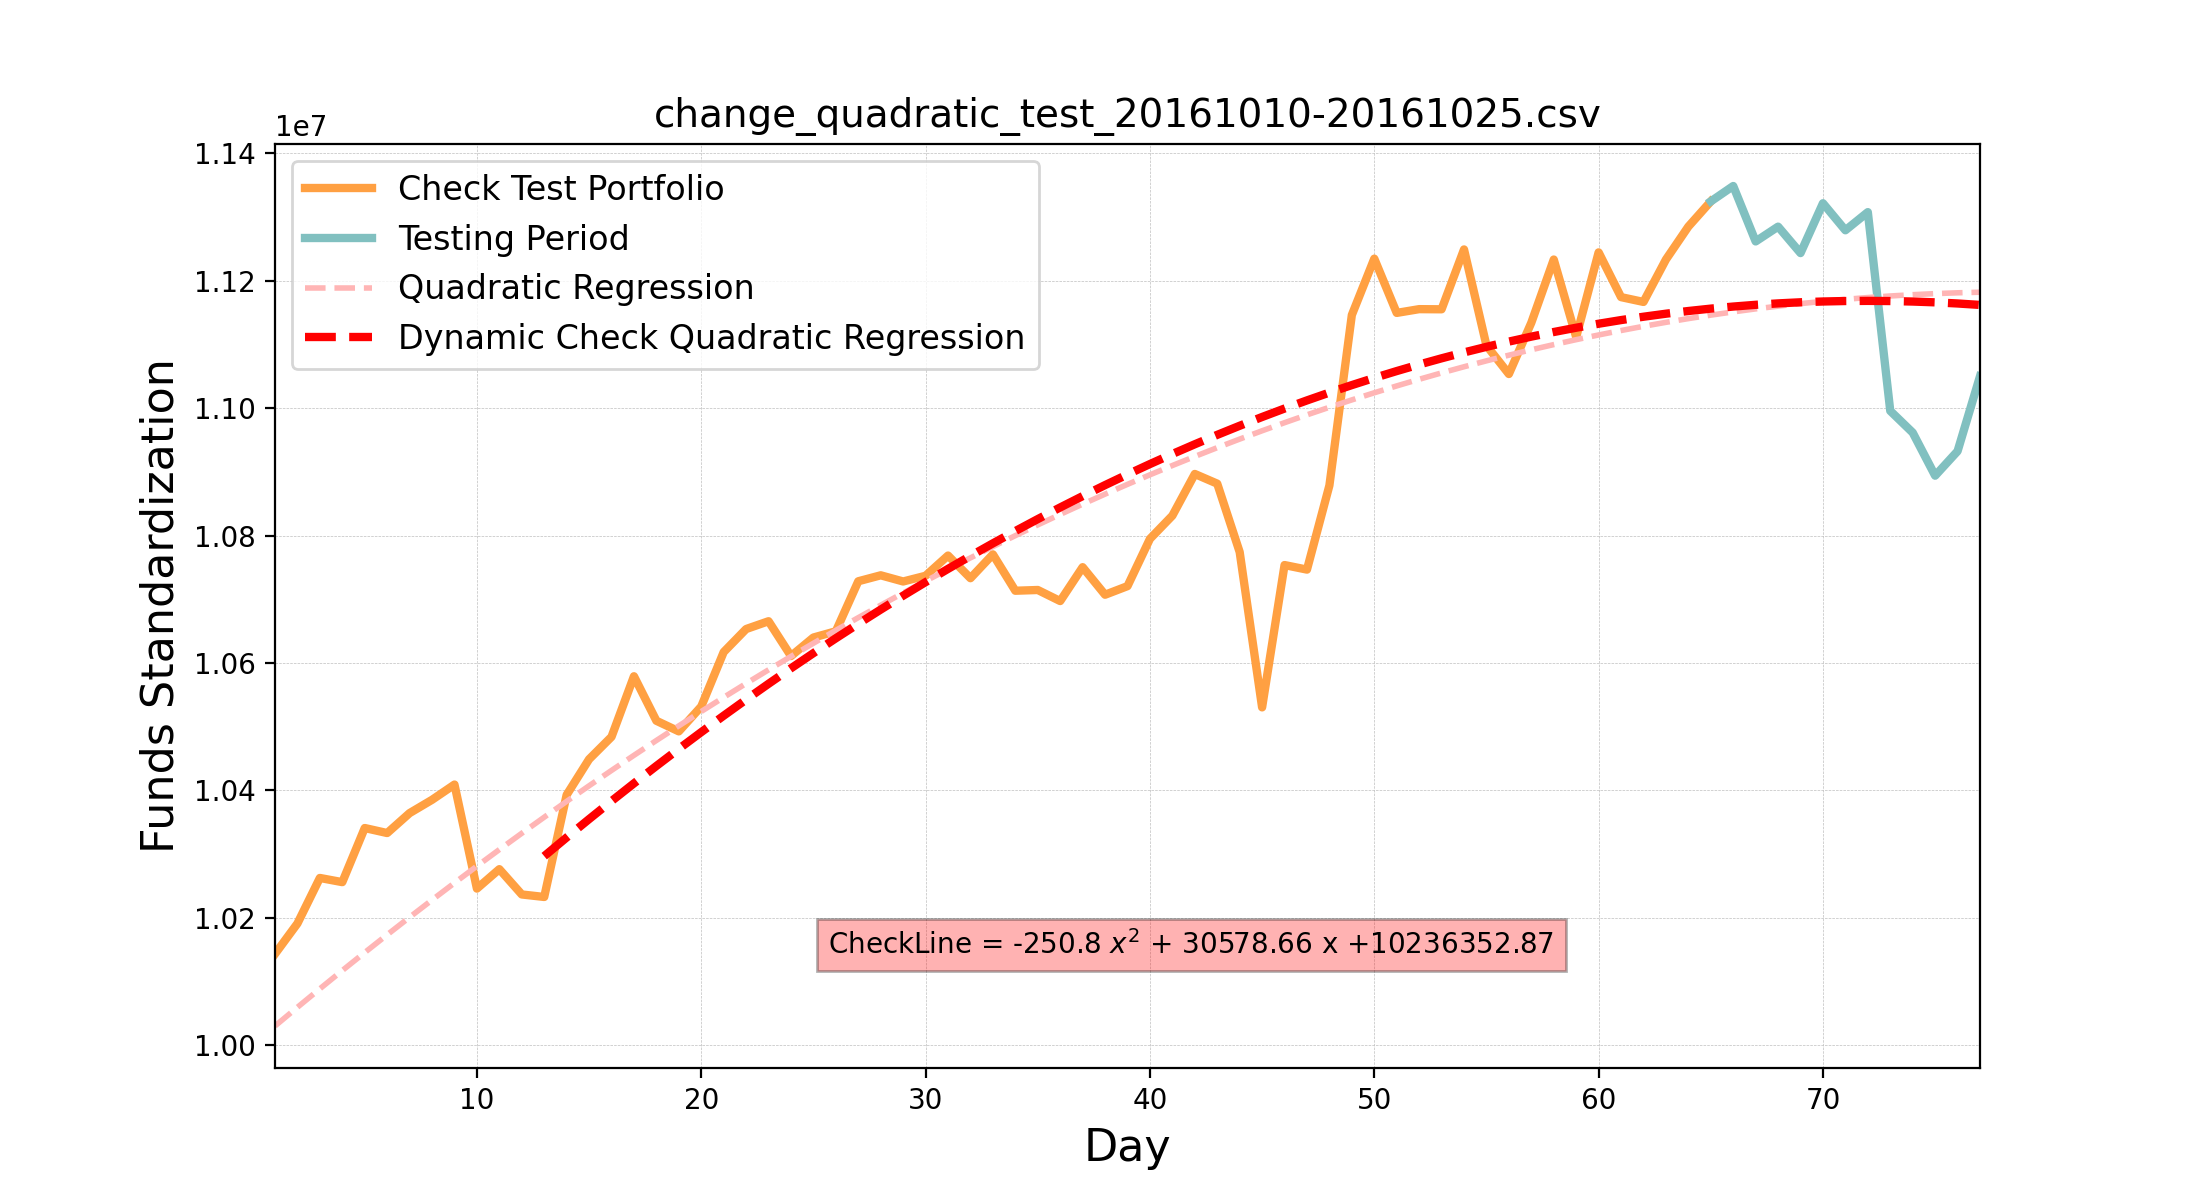 change_quadratic_test_20161010-20161025.csv
1e7
1.14
1.12
1.10
1.08
1.06
1.04
1.02
1.00
Funds Standardization
Check Test Portfolio
Testing Period
Quadratic Regression
Dynamic Check Quadratic Regression
CheckLine = -250.8 x² + 30578.66 x +10236352.87
10 20 30 40 50 60 70
Day